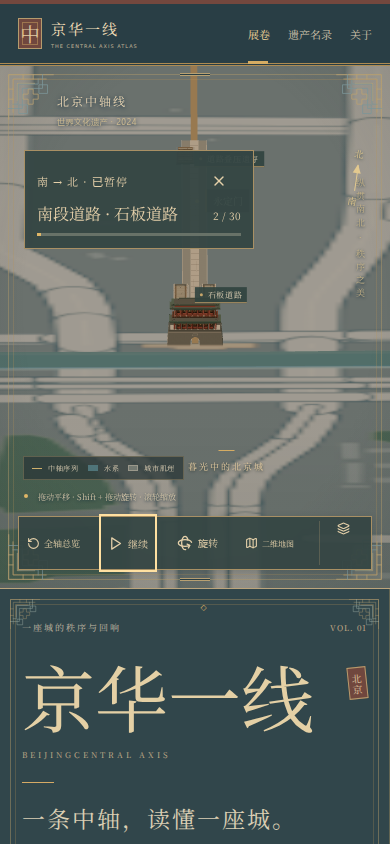 中
京华一线
THE CENTRAL AXIS ATLAS
展卷
遗产名录
关于
北京中轴线
世界文化遗产 · 2024
南 → 北 · 已暂停
×
南段道路 · 石板道路
2 / 30
石板道路
北
南
中轴序列
水系
城市肌理
暮光中的北京城
拖动平移 · Shift + 拖动旋转 · 滚轮缩放
全轴总览
继续
旋转
二维地图
一座城的秩序与回响
VOL. 01
京华一线
北京
BEIJINGCENTRAL AXIS
一条中轴，读懂一座城。